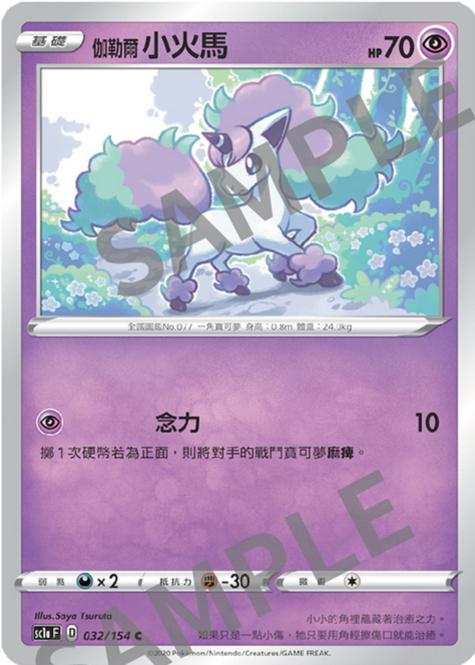 基礎 伽勒爾 小火馬 HP 70
SAMPLE
全國圖鑑No.077 一角寶可夢 身高：0.8m 體重：24.0kg
念力 10
擲1次硬幣若為正面，則將對手的戰鬥寶可夢麻痺。
SAMPLE
弱點 ×2 抵抗力 -30 撤退
Illus.Saya Tsuruta
sc1a F D 032/154 C
小小的角裡蘊藏著治癒之力。
如果只是一點小傷，牠只要用角輕擦傷口就能治癒。
©2020 Pokémon/Nintendo/Creatures/GAME FREAK.